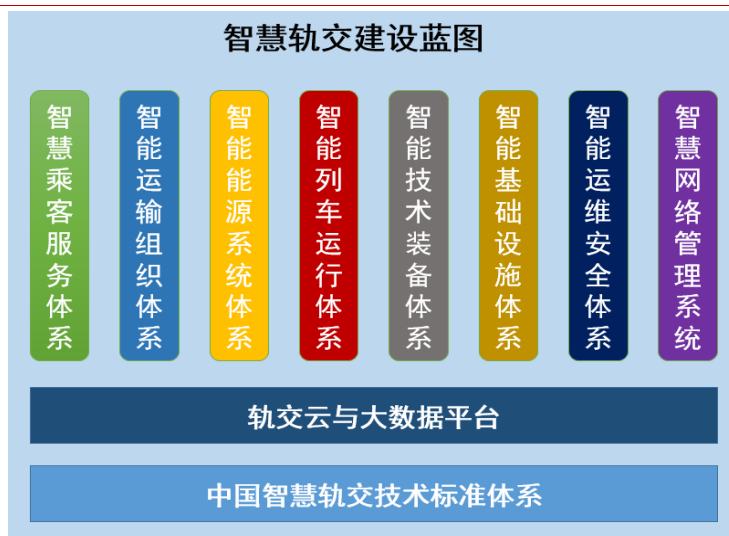 智慧轨交建设蓝图
智慧乘客服务体系
智能运输组织体系
智能能源系统体系
智能列车运行体系
智能技术装备体系
智能基础设施体系
智能运维安全体系
智慧网络管理系统
轨交云与大数据平台
中国智慧轨交技术标准体系